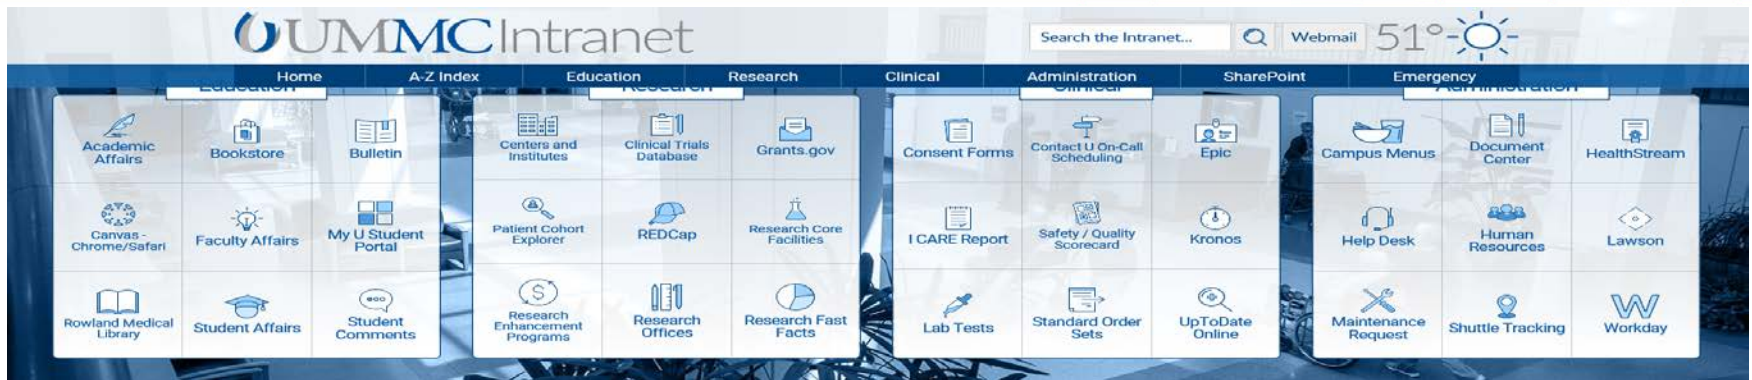 UMMC Intranet
Search the Intranet...
Webmail
51°
Home
A-Z Index
Education
Research
Clinical
Administration
SharePoint
Emergency
Education
Research
Clinical
Administration
Academic
Affairs
Bookstore
Bulletin
Canvas -
Chrome/Safari
Faculty Affairs
My U Student
Portal
Rowland Medical
Library
Student Affairs
Student
Comments
Centers and
Institutes
Clinical Trials
Database
Grants.gov
Patient Cohort
Explorer
REDCap
Research Core
Facilities
Research
Enhancement
Programs
Research
Offices
Research Fast
Facts
Consent Forms
Contact U On-Call
Scheduling
Epic
I CARE Report
Safety / Quality
Scorecard
Kronos
Lab Tests
Standard Order
Sets
UpToDate
Online
Campus Menus
Document
Center
HealthStream
Help Desk
Human
Resources
Lawson
Maintenance
Request
Shuttle Tracking
Workday